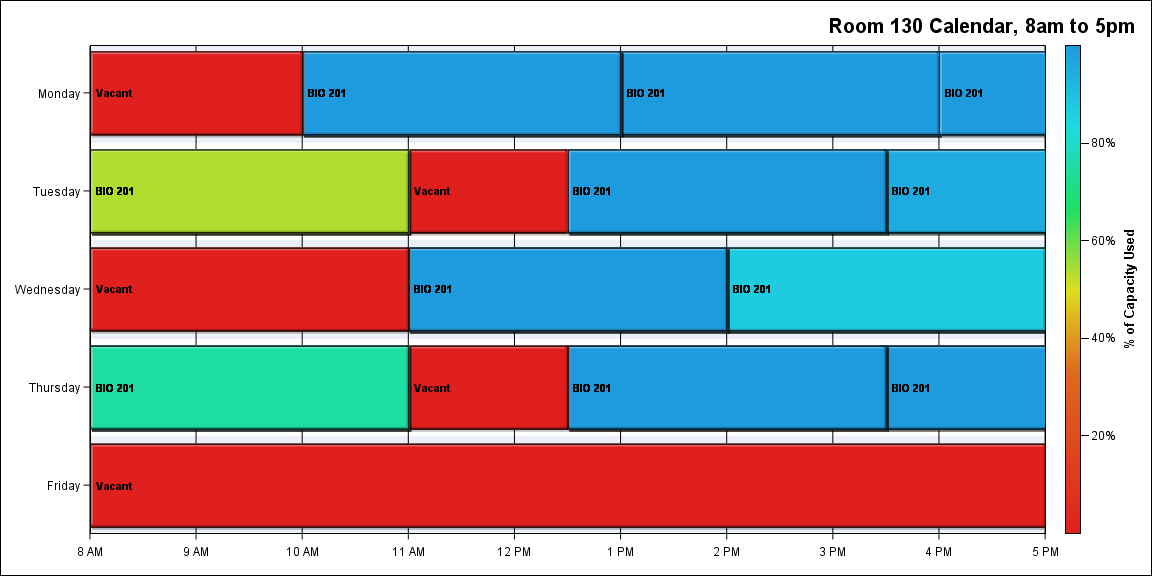 Room 130 Calendar, 8am to 5pm
Monday
Vacant
BIO 201
BIO 201
BIO 201
Tuesday
BIO 201
Vacant
BIO 201
BIO 201
Wednesday
Vacant
BIO 201
BIO 201
Thursday
BIO 201
Vacant
BIO 201
BIO 201
Friday
Vacant
8 AM
9 AM
10 AM
11 AM
12 PM
1 PM
2 PM
3 PM
4 PM
5 PM
80%
60%
40%
20%
% of Capacity Used